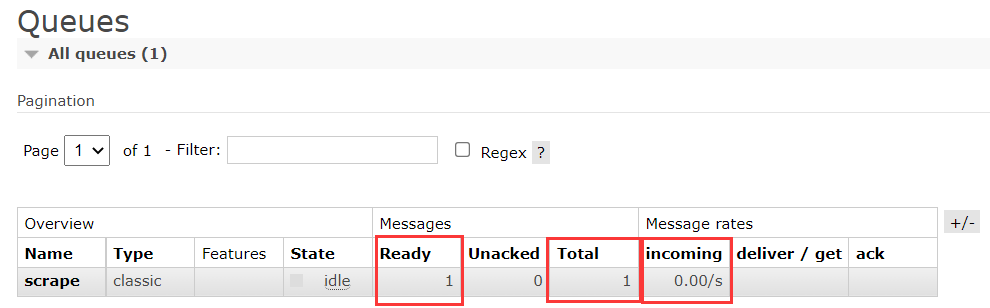 Queues
All queues (1)
Pagination
Page 1 of 1 - Filter: Regex ?
Overview Messages Message rates +/-
Name Type Features State Ready Unacked Total incoming deliver / get ack
scrape classic idle 1 0 1 0.00/s